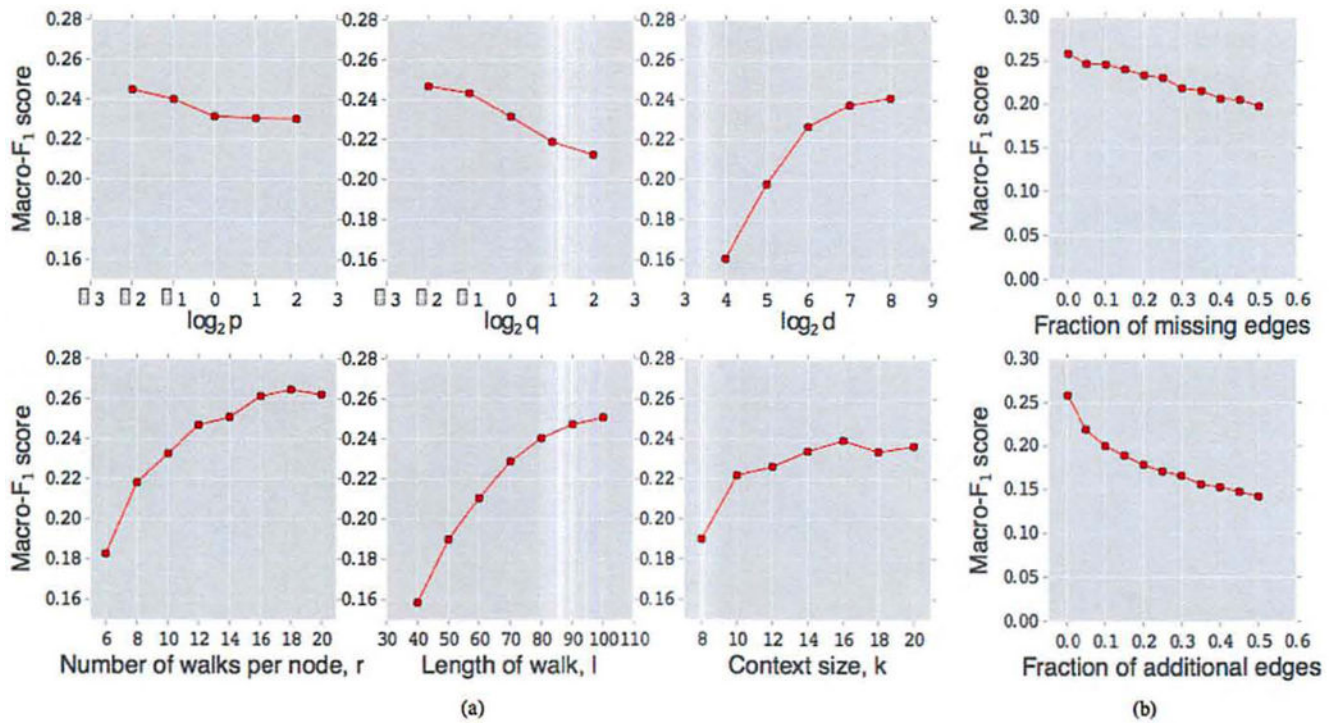 0.28 0.28 0.28 0.30
0.26 0.26 0.26 0.25
0.24 0.24 0.24 0.20
0.22 0.22 0.22 0.15
0.20 0.20 0.20 0.10
0.18 0.18 0.18 0.05
0.16 0.16 0.16 0.00
Macro-F₁ score
Macro-F₁ score
▯3 ▯2 ▯1 0 1 2 3
log₂ p
▯3 ▯2 ▯1 0 1 2 3
log₂ q
3 4 5 6 7 8 9
log₂ d
0.0 0.1 0.2 0.3 0.4 0.5 0.6
Fraction of missing edges
0.28 0.28 0.28 0.30
0.26 0.26 0.26 0.25
0.24 0.24 0.24 0.20
0.22 0.22 0.22 0.15
0.20 0.20 0.20 0.10
0.18 0.18 0.18 0.05
0.16 0.16 0.16 0.00
Macro-F₁ score
Macro-F₁ score
6 8 10 12 14 16 18 20
Number of walks per node, r
30 40 50 60 70 80 90 100 110
Length of walk, l
8 10 12 14 16 18 20
Context size, k
0.0 0.1 0.2 0.3 0.4 0.5 0.6
Fraction of additional edges
(a)
(b)